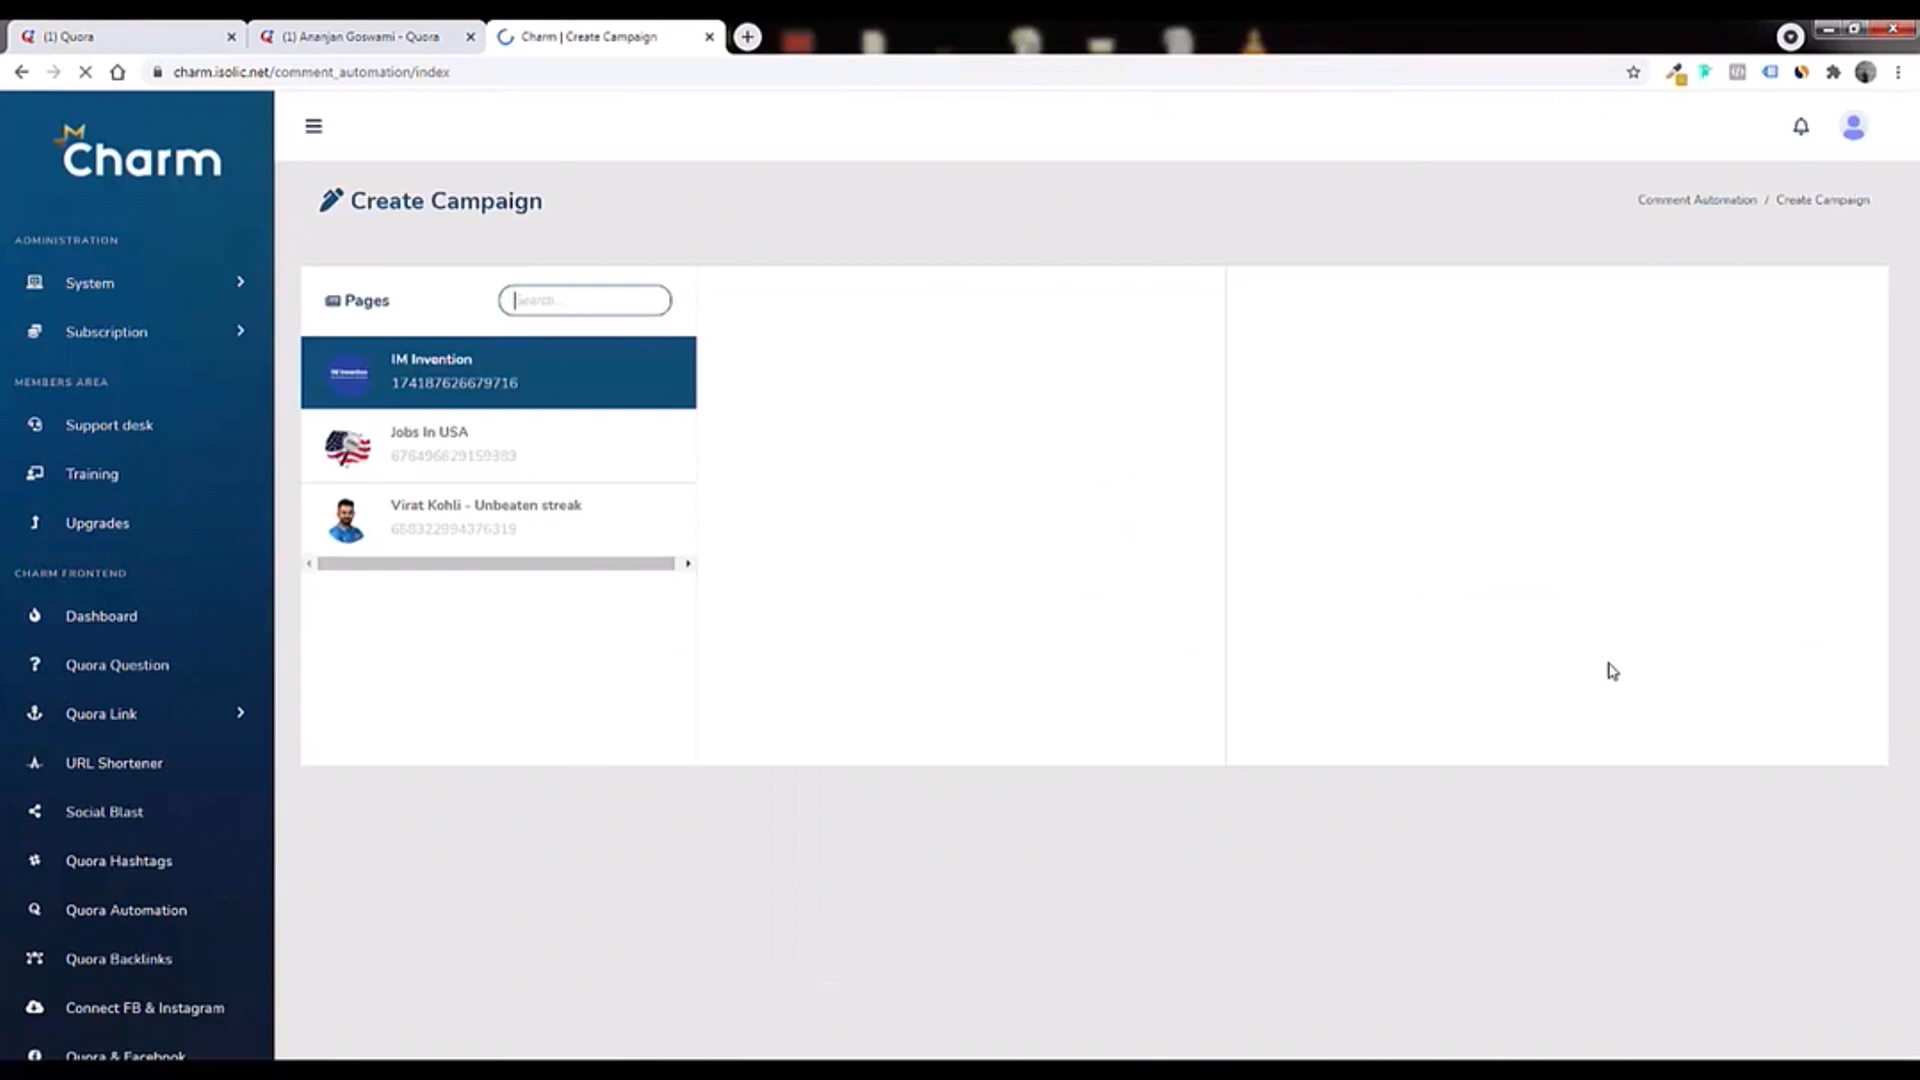 (1) Quora
(1) Ananjan Goswami - Quora
Charm | Create Campaign
charm.isolic.net/comment_automation/index
Charm
Create Campaign
Comment Automation / Create Campaign
ADMINISTRATION
System
Subscription
MEMBERS AREA
Support desk
Training
Upgrades
CHARM FRONTEND
Dashboard
Quora Question
Quora Link
URL Shortener
Social Blast
Quora Hashtags
Quora Automation
Quora Backlinks
Connect FB & Instagram
Quora & Facebook
Pages
Search...
IM Invention
174187626679716
Jobs In USA
676496629159383
Virat Kohli - Unbeaten streak
658322994376319